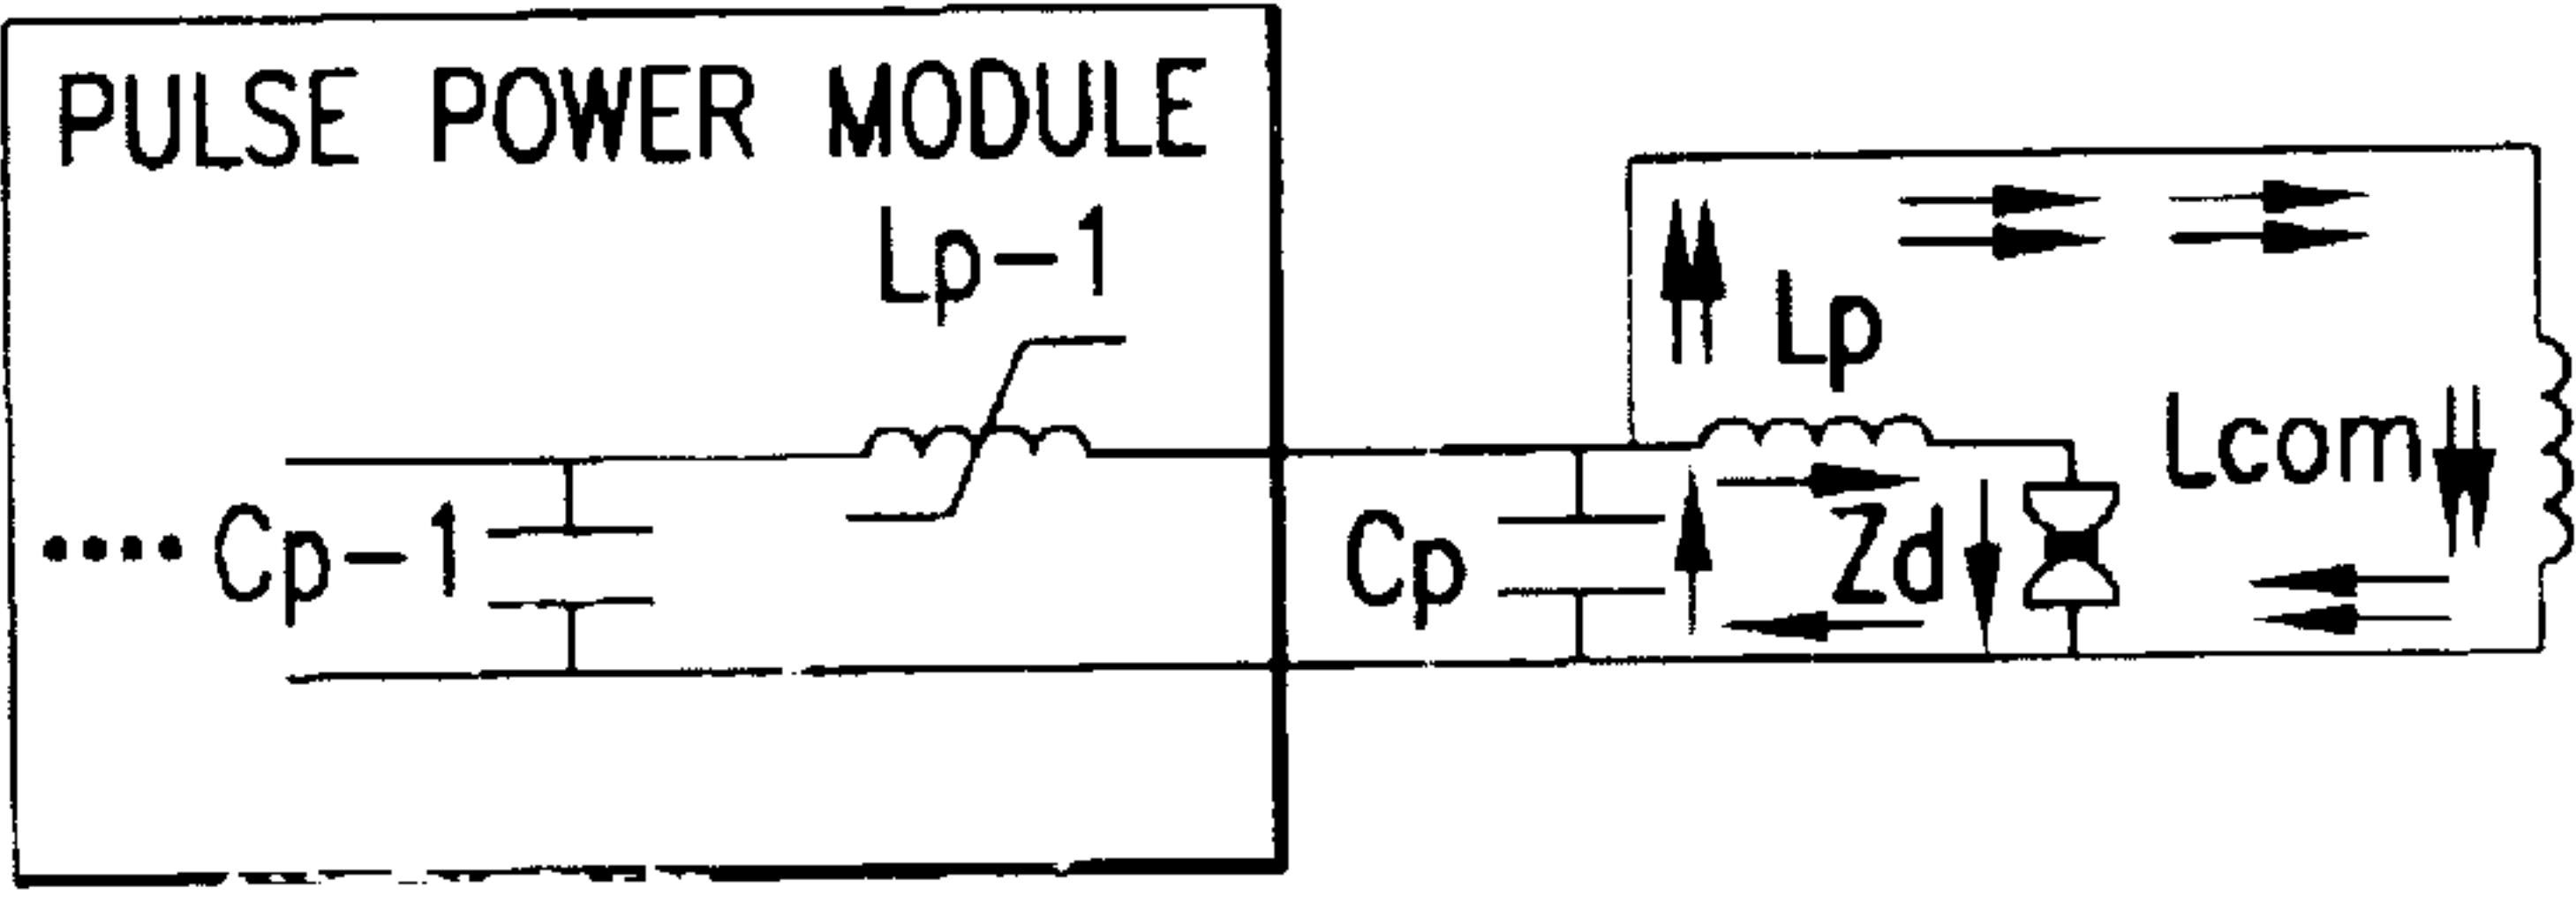 PULSE POWER MODULE
Lp-1
Lp
Lcom
....Cp-1
Cp
Zd